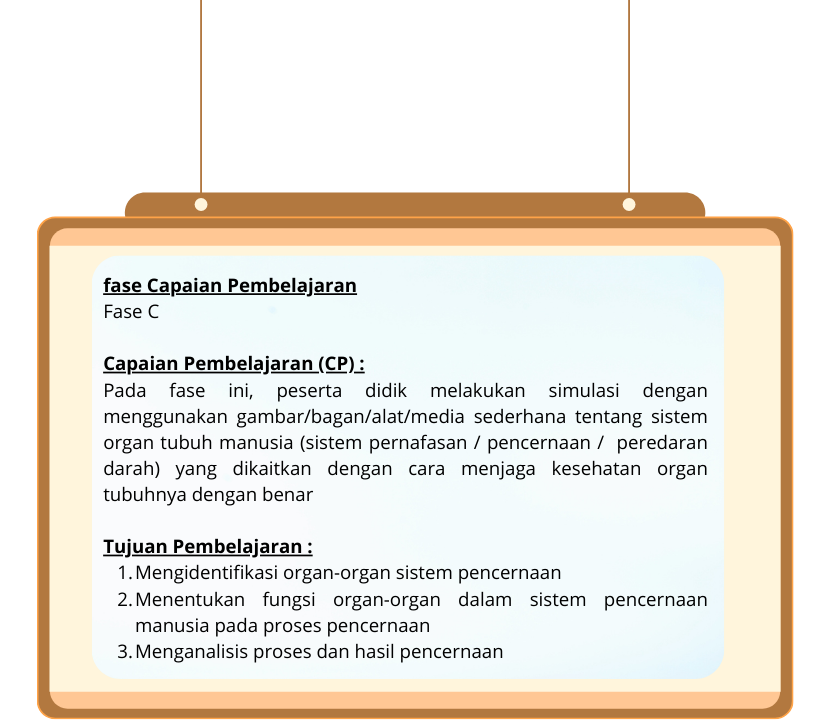 fase Capaian Pembelajaran
Fase C
Capaian Pembelajaran (CP) :
Pada fase ini, peserta didik melakukan simulasi dengan
menggunakan gambar/bagan/alat/media sederhana tentang sistem
organ tubuh manusia (sistem pernafasan / pencernaan / peredaran
darah) yang dikaitkan dengan cara menjaga kesehatan organ
tubuhnya dengan benar
Tujuan Pembelajaran :
1. Mengidentifikasi organ-organ sistem pencernaan
2. Menentukan fungsi organ-organ dalam sistem pencernaan
manusia pada proses pencernaan
3. Menganalisis proses dan hasil pencernaan